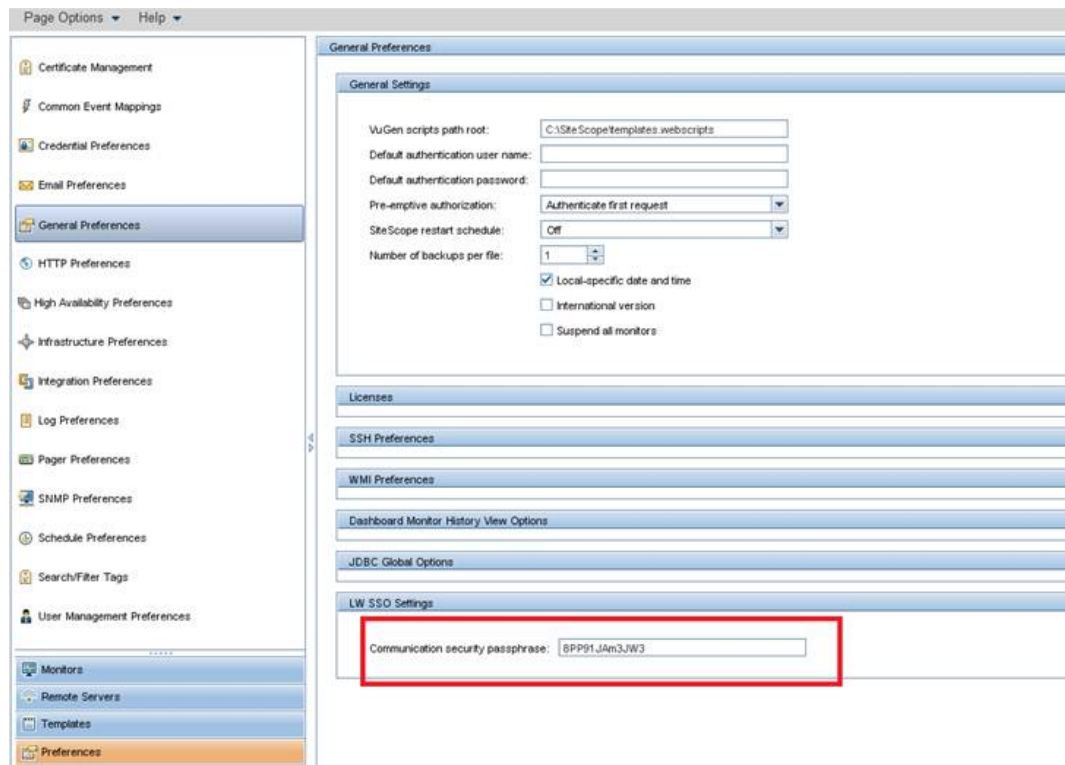 Page Options Help
Certificate Management
Common Event Mappings
Credential Preferences
Email Preferences
General Preferences
HTTP Preferences
High Availability Preferences
Infrastructure Preferences
Integration Preferences
Log Preferences
Pager Preferences
SNMP Preferences
Schedule Preferences
Search/Filter Tags
User Management Preferences
Monitors
Remote Servers
Templates
Preferences
General Preferences
General Settings
VuGen scripts path root: C:\SiteScope\templates.webscripts
Default authentication user name:
Default authentication password:
Pre-emptive authorization: Authenticate first request
SiteScope restart schedule: Off
Number of backups per file: 1
Local-specific date and time
International version
Suspend all monitors
Licenses
SSH Preferences
WMI Preferences
Dashboard Monitor History View Options
JDBC Global Options
LW SSO Settings
Communication security passphrase: 8PP91JAm3JW3